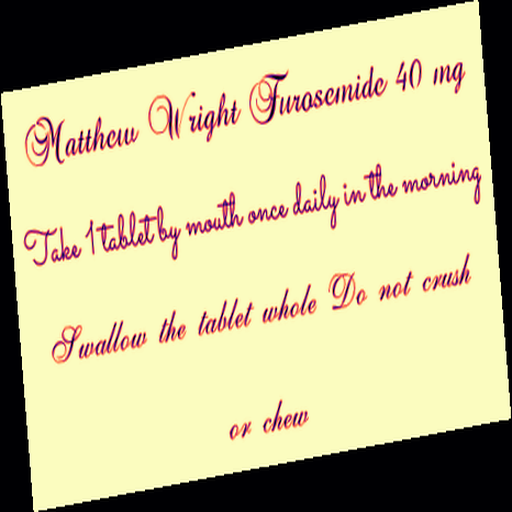 Matthew Wright Furosemide 40 mg
Take 1 tablet by mouth once daily in the morning
Swallow the tablet whole Do not crush
or chew